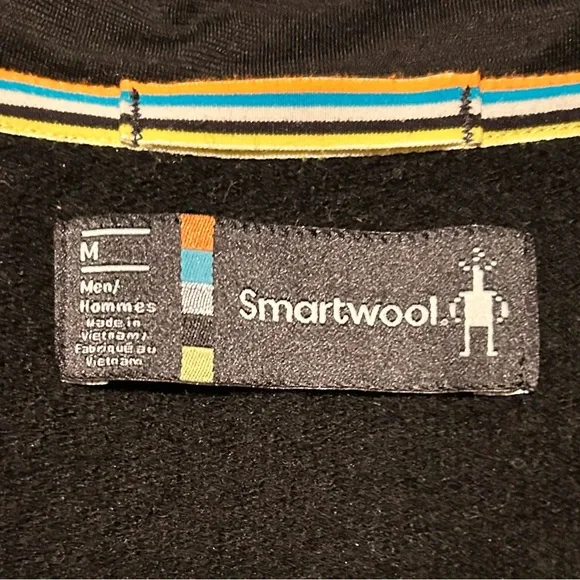 M
Men/
Hommes
Made in
Vietnam/
Fabriqué au
Vietnam
Smartwool.